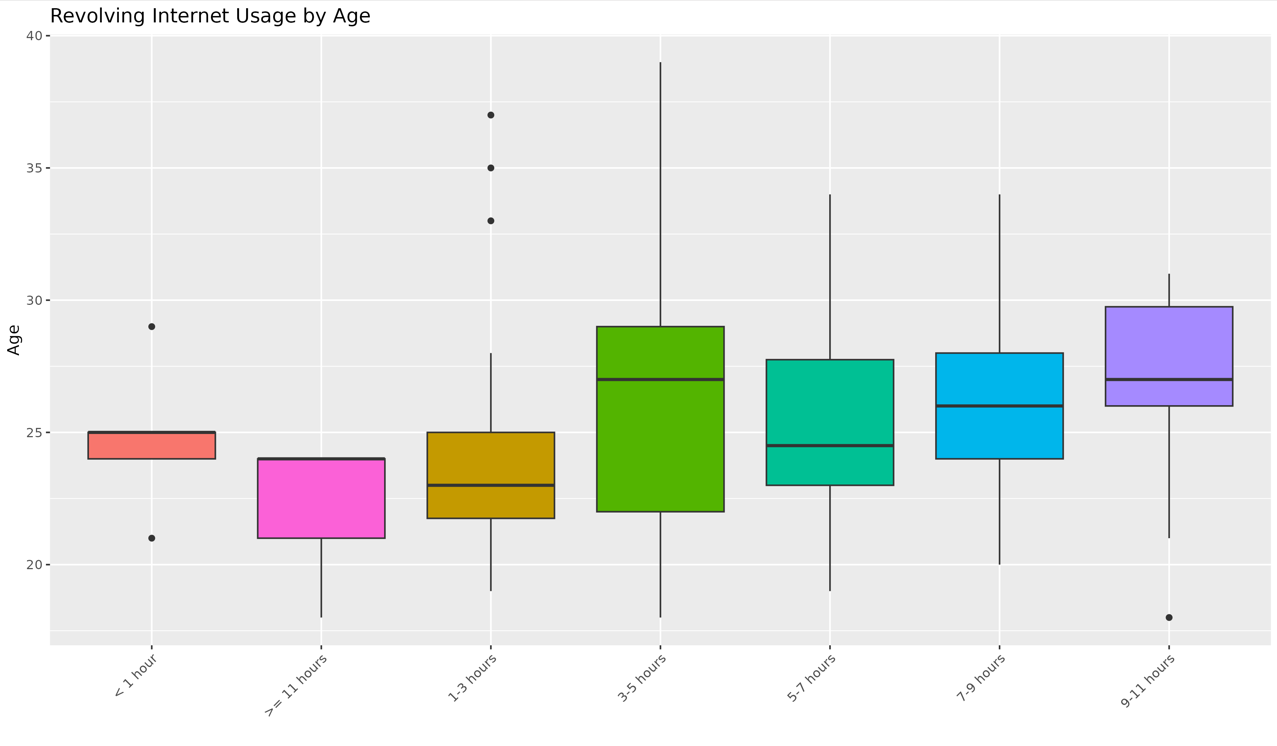 Revolving Internet Usage by Age
40
35
30
25
20
Age
< 1 hour
>= 11 hours
1-3 hours
3-5 hours
5-7 hours
7-9 hours
9-11 hours